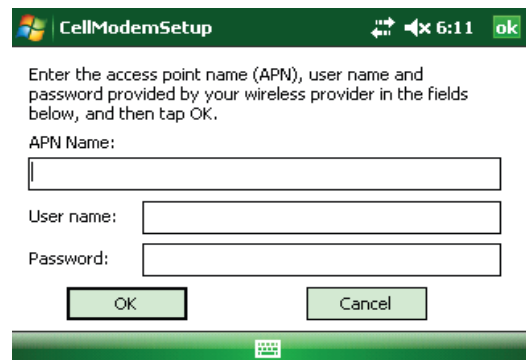 CellModemSetup 6:11 ok
Enter the access point name (APN), user name and
password provided by your wireless provider in the fields
below, and then tap OK.
APN Name:
User name:
Password:
OK Cancel